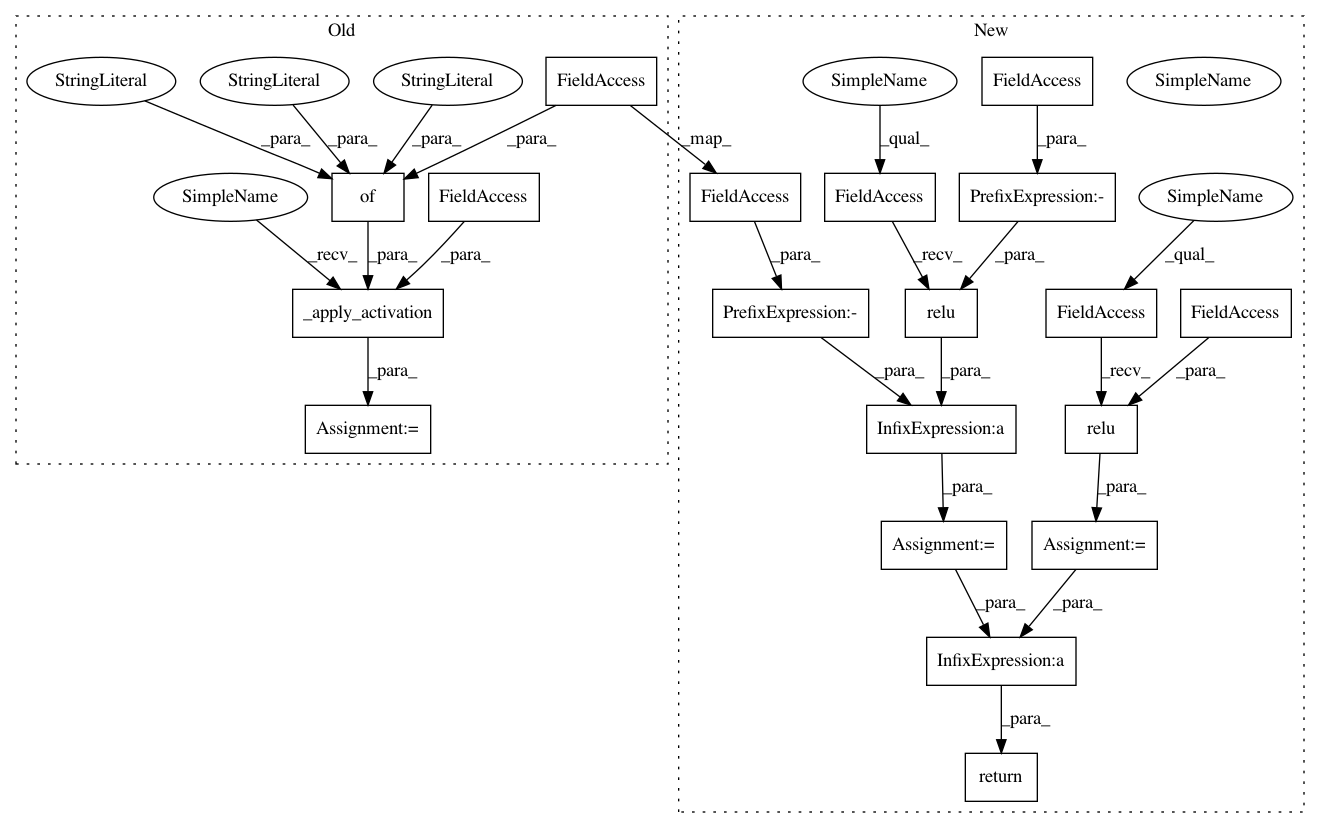 Old
New
StringLiteral
StringLiteral
StringLiteral
FieldAccess
SimpleName
FieldAccess
SimpleName
_para_
_para_
_para_
_para_
_map_
_qual_
_para_
SimpleName
of
FieldAccess
FieldAccess
FieldAccess
PrefixExpression:-
SimpleName
_recv_
_para_
_para_
_para_
_recv_
_para_
_qual_
_apply_activation
PrefixExpression:-
relu
FieldAccess
FieldAccess
_para_
_para_
_para_
_recv_
_para_
Assignment:=
InfixExpression:a
relu
_para_
_para_
Assignment:=
Assignment:=
_para_
_para_
InfixExpression:a
_para_
return